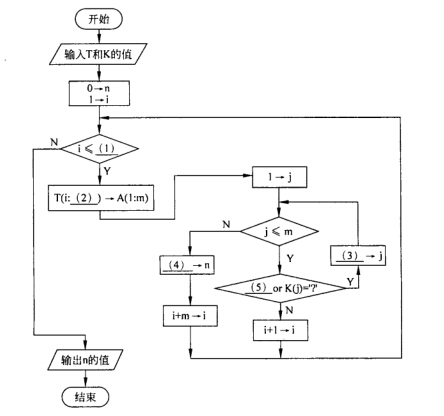 开始
输入T和K的值
0→n
1→i
i ≤ (1)
N
Y
T(i: (2) )→A(1:m)
1→j
j ≤ m
N
Y
(3) →j
(4) →n
(5) or K(j)='?'
Y
N
i+m→i
i+1→i
输出n的值
结束